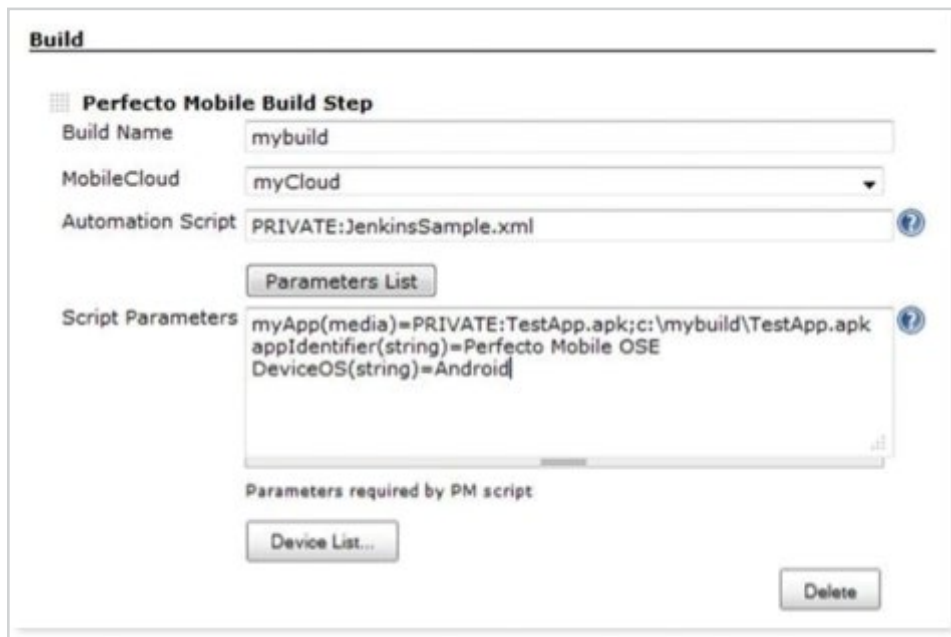 Build
Perfecto Mobile Build Step
Build Name
mybuild
MobileCloud
myCloud
Automation Script
PRIVATE:JenkinsSample.xml
Parameters List
Script Parameters
myApp(media)=PRIVATE:TestApp.apk;c:\mybuild\TestApp.apk
appIdentifier(string)=Perfecto Mobile OSE
DeviceOS(string)=Android
Parameters required by PM script
Device List...
Delete